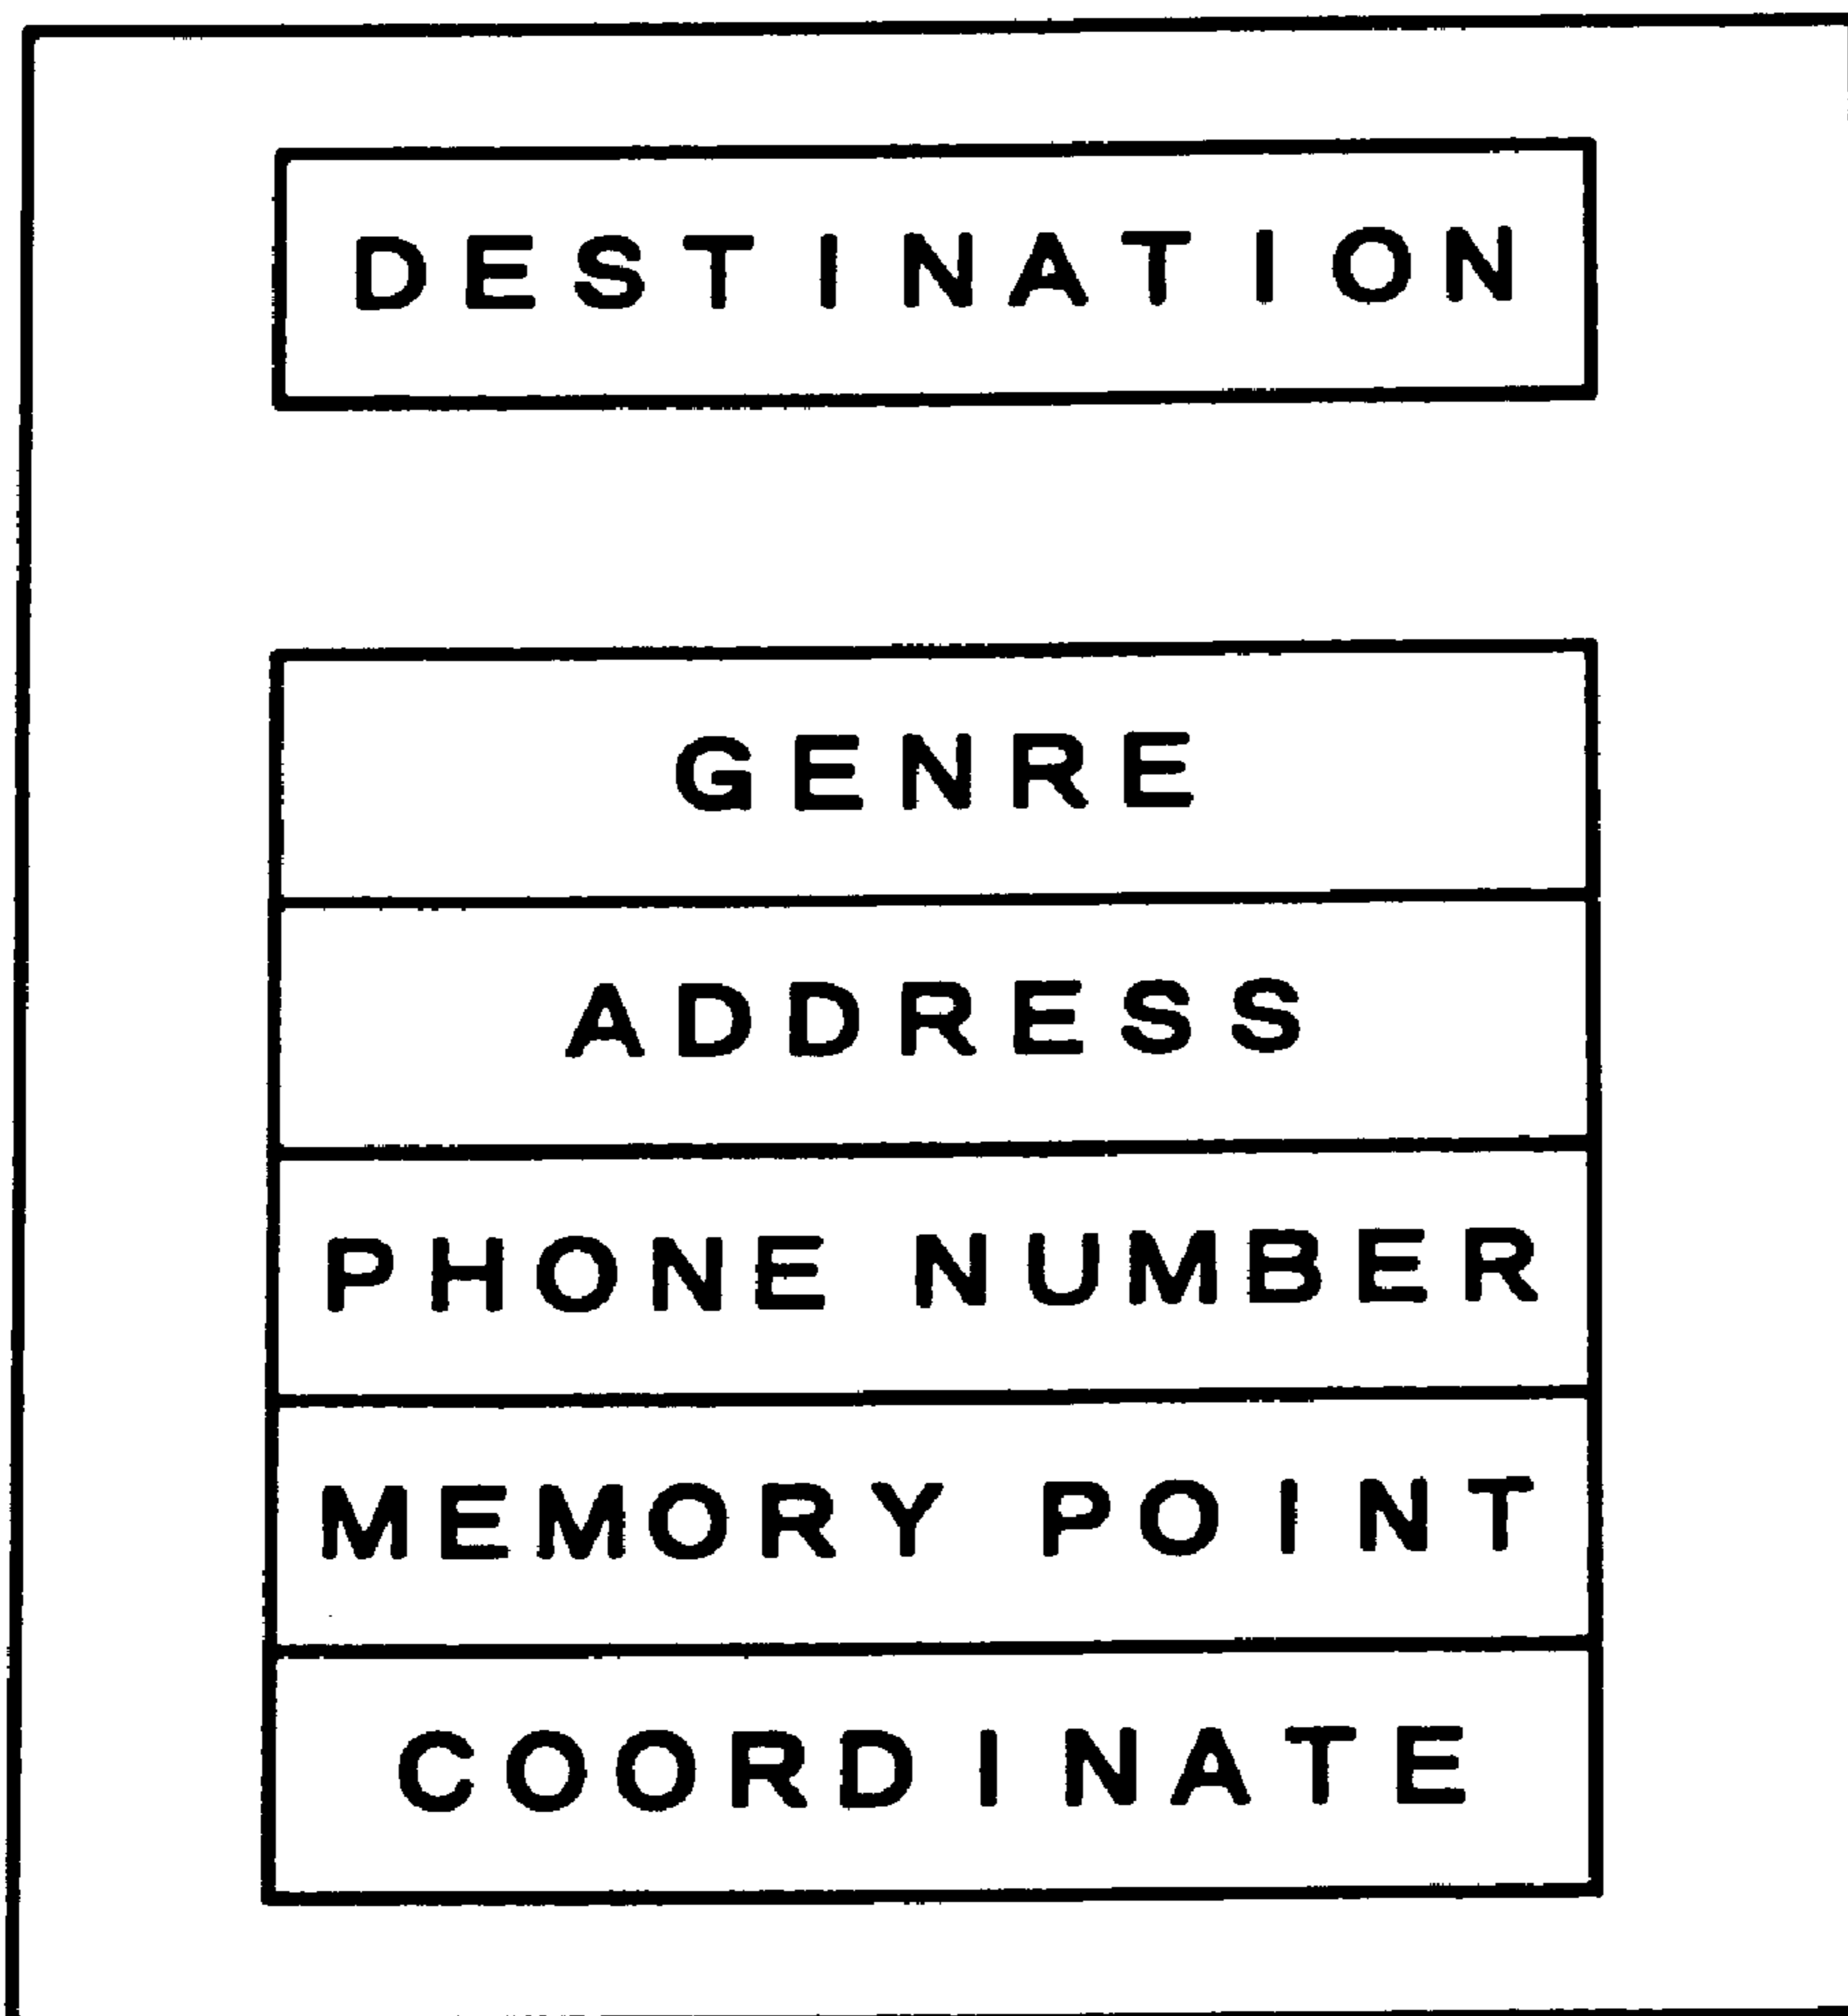 DESTINATION
GENRE
ADDRESS
PHONE NUMBER
MEMORY POINT
COORDINATE